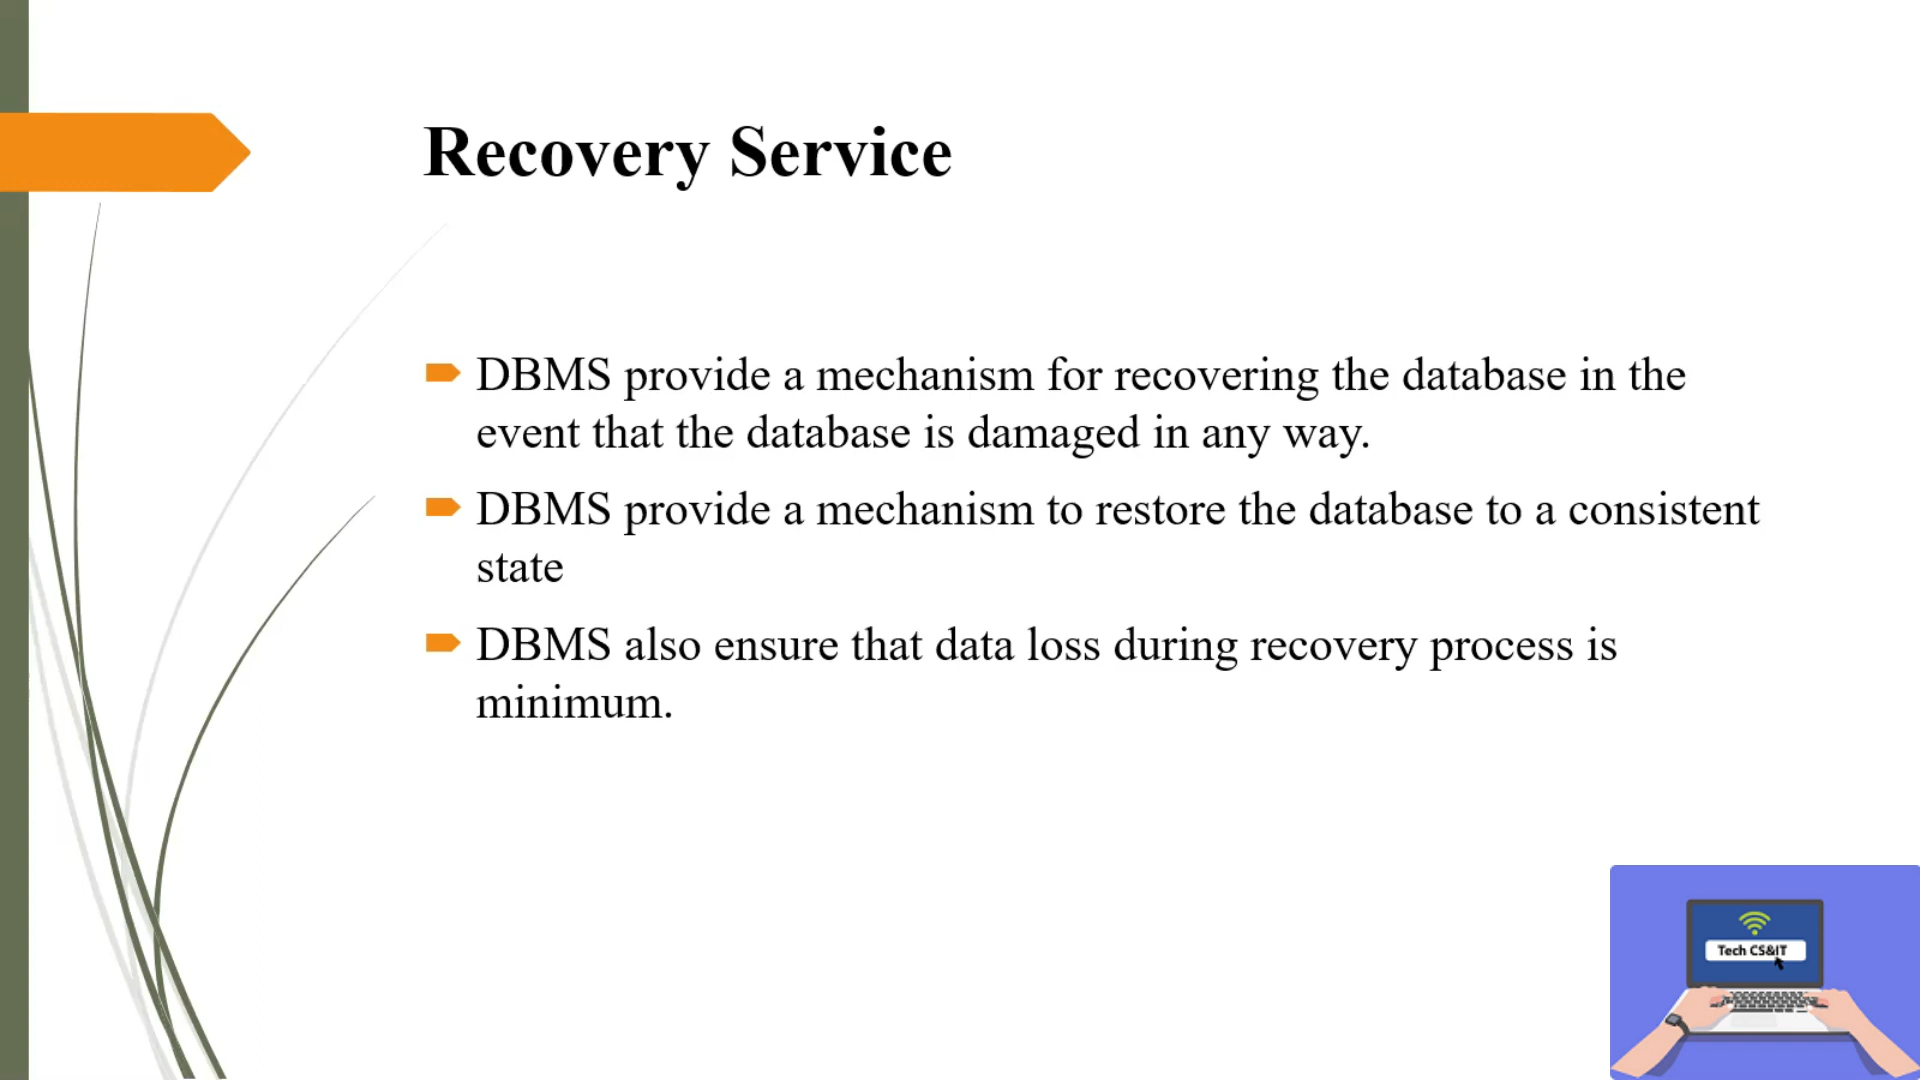 Recovery Service
DBMS provide a mechanism for recovering the database in the
event that the database is damaged in any way.
DBMS provide a mechanism to restore the database to a consistent
state
DBMS also ensure that data loss during recovery process is
minimum.
Tech CS&IT